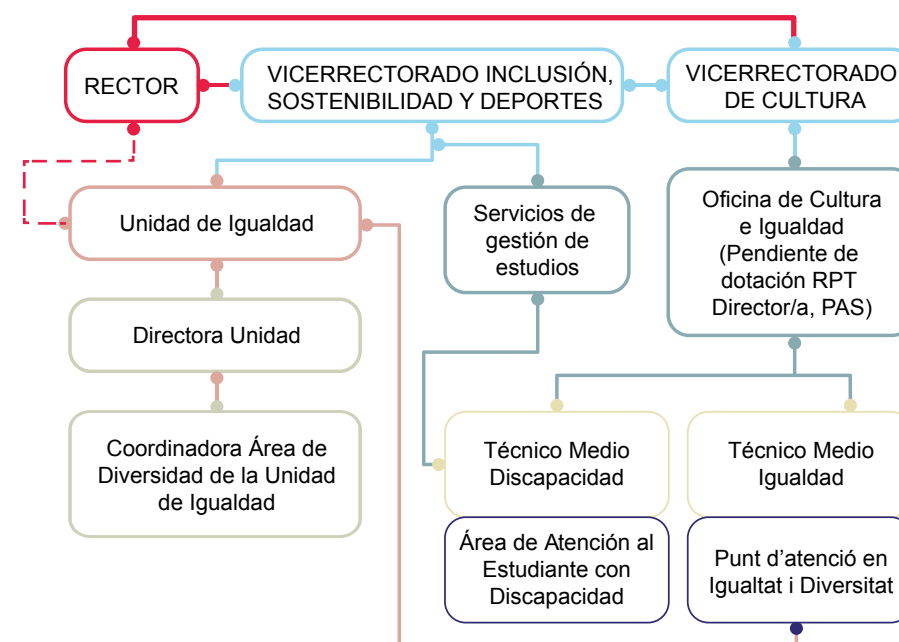 RECTOR
VICERRECTORADO INCLUSIÓN,
SOSTENIBILIDAD Y DEPORTES
VICERRECTORADO
DE CULTURA
Unidad de Igualdad
Servicios de
gestión de
estudios
Oficina de Cultura
e Igualdad
(Pendiente de
dotación RPT
Director/a, PAS)
Directora Unidad
Coordinadora Área de
Diversidad de la Unidad
de Igualdad
Técnico Medio
Discapacidad
Técnico Medio
Igualdad
Área de Atención al
Estudiante con
Discapacidad
Punt d’atenció en
Igualtat i Diversitat